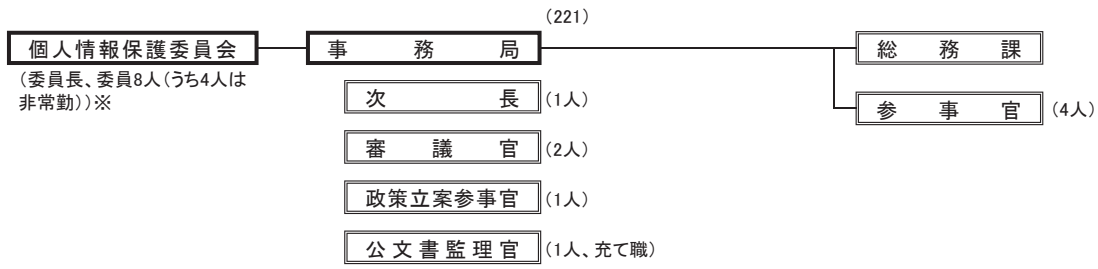 (221)
個人情報保護委員会
事務局
総務課
(委員長、委員8人(うち4人は
非常勤))※
次長
(1人)
参事官
(4人)
審議官
(2人)
政策立案参事官
(1人)
公文書監理官
(1人、充て職)